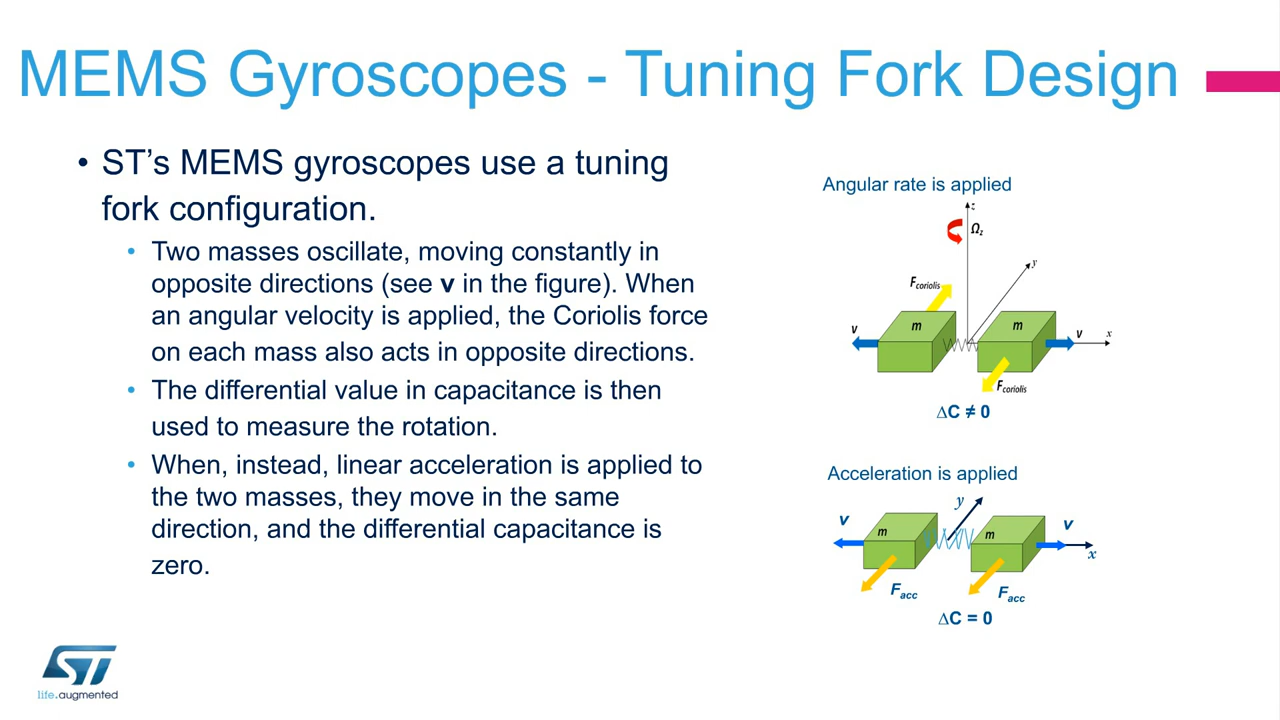 MEMS Gyroscopes - Tuning Fork Design
• ST’s MEMS gyroscopes use a tuning
fork configuration.
• Two masses oscillate, moving constantly in
opposite directions (see v in the figure). When
an angular velocity is applied, the Coriolis force
on each mass also acts in opposite directions.
• The differential value in capacitance is then
used to measure the rotation.
• When, instead, linear acceleration is applied to
the two masses, they move in the same
direction, and the differential capacitance is
zero.
Angular rate is applied
z
Ωz
y
Fcoriolis
m
m
v
v
x
Fcoriolis
∆C ≠ 0
Acceleration is applied
y
v
v
m
m
x
Facc
Facc
∆C = 0
ST
life.augmented